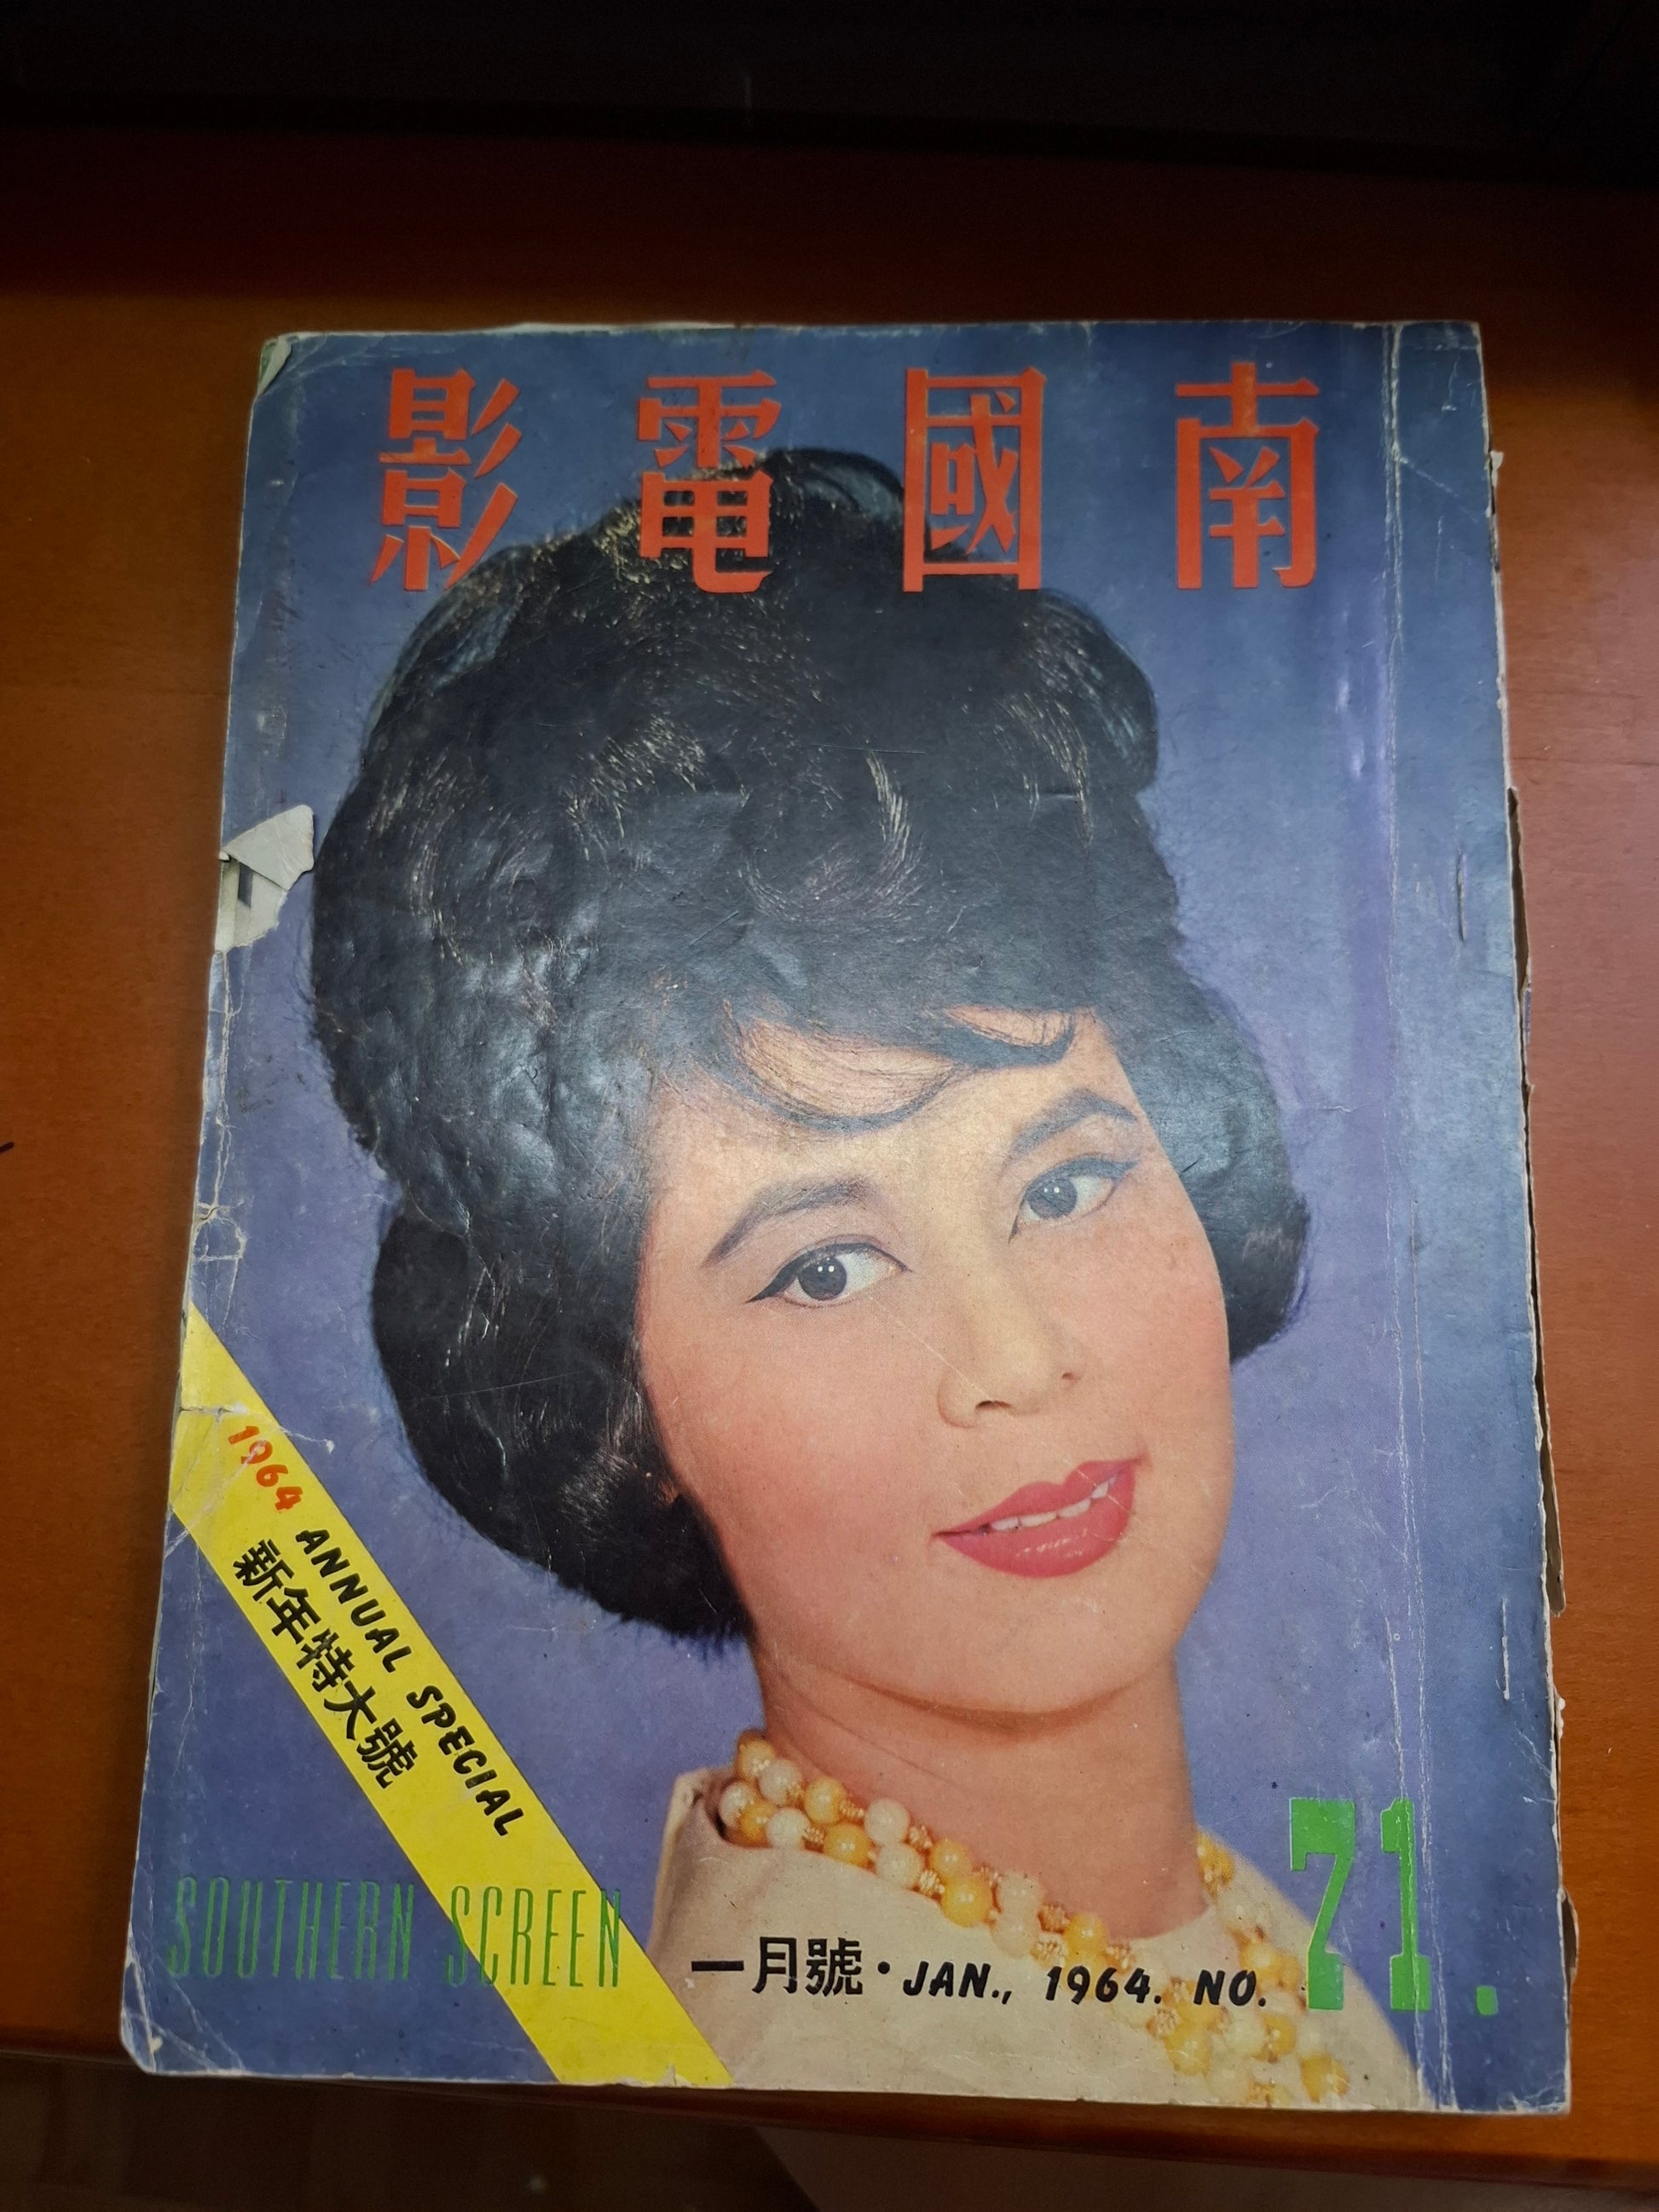 南國電影
1964 ANNUAL SPECIAL
新年特大號
SOUTHERN SCREEN
一月號·JAN., 1964. NO. 71.